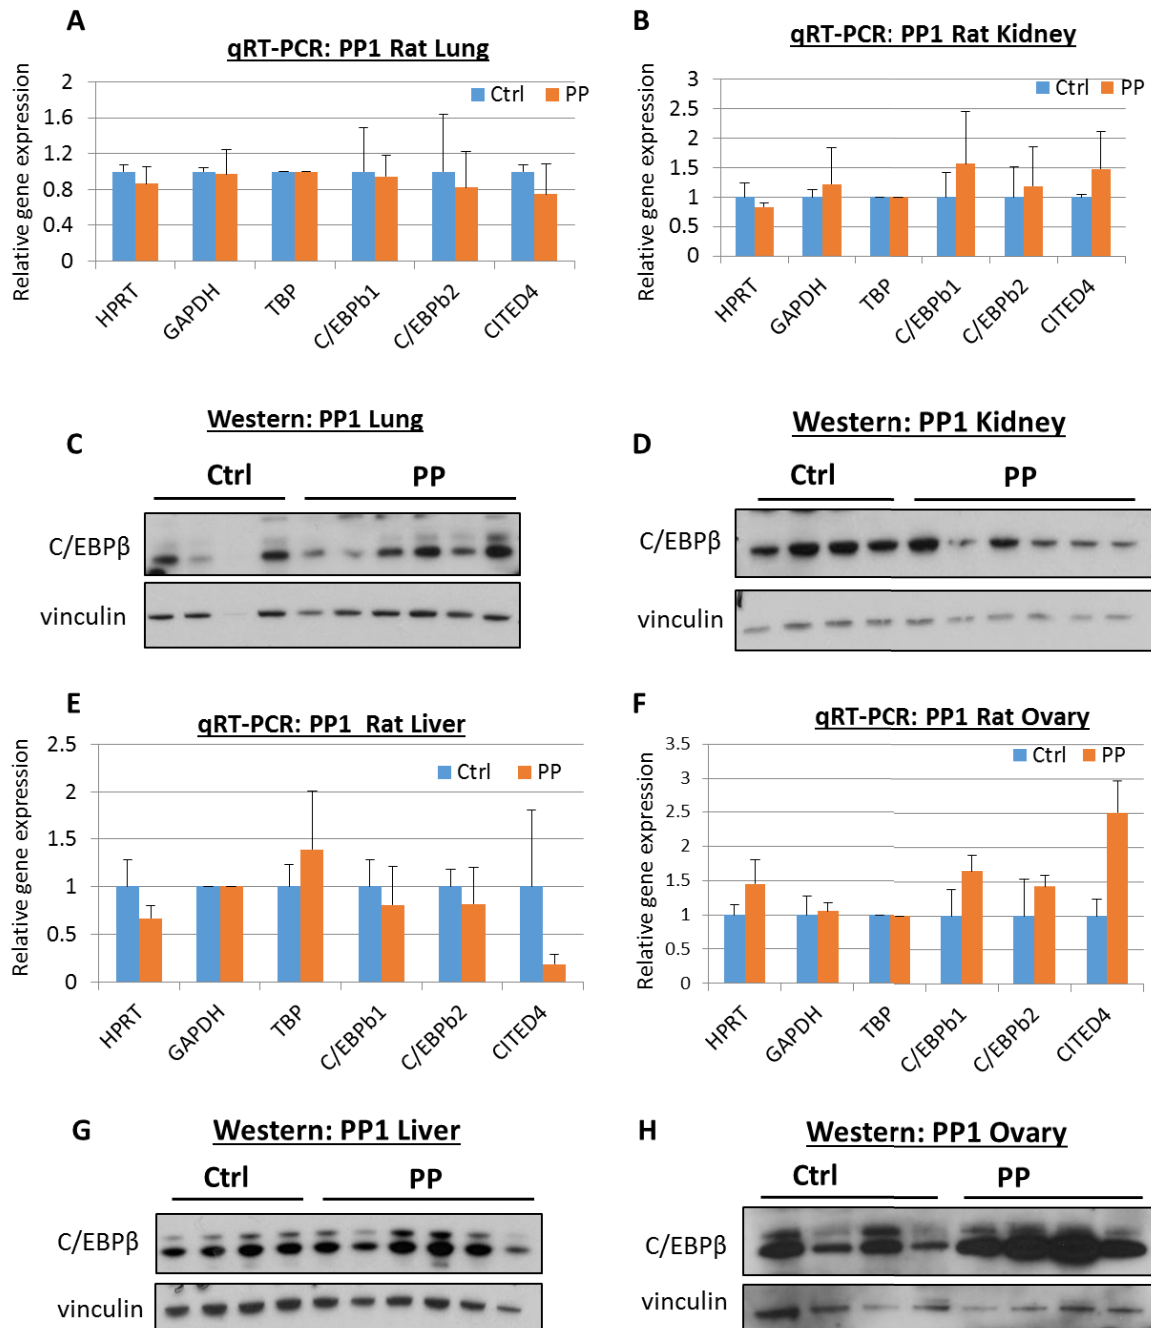 A
qRT-PCR: PP1 Rat Lung
Relative gene expression
2
1.6
1.2
0.8
0.4
0
Ctrl PP
HPRT GAPDH TBP C/EBPb1 C/EBPb2 CITED4
B
qRT-PCR: PP1 Rat Kidney
Relative gene expression
3
2.5
2
1.5
1
0.5
0
Ctrl PP
HPRT GAPDH TBP C/EBPb1 C/EBPb2 CITED4
C
Western: PP1 Lung
Ctrl PP
C/EBPβ
vinculin
D
Western: PP1 Kidney
Ctrl PP
C/EBPβ
vinculin
E
qRT-PCR: PP1 Rat Liver
Relative gene expression
2.5
2
1.5
1
0.5
0
Ctrl PP
HPRT GAPDH TBP C/EBPb1 C/EBPb2 CITED4
F
qRT-PCR: PP1 Rat Ovary
Relative gene expression
3.5
3
2.5
2
1.5
1
0.5
0
Ctrl PP
HPRT GAPDH TBP C/EBPb1 C/EBPb2 CITED4
G
Western: PP1 Liver
Ctrl PP
C/EBPβ
vinculin
H
Western: PP1 Ovary
Ctrl PP
C/EBPβ
vinculin